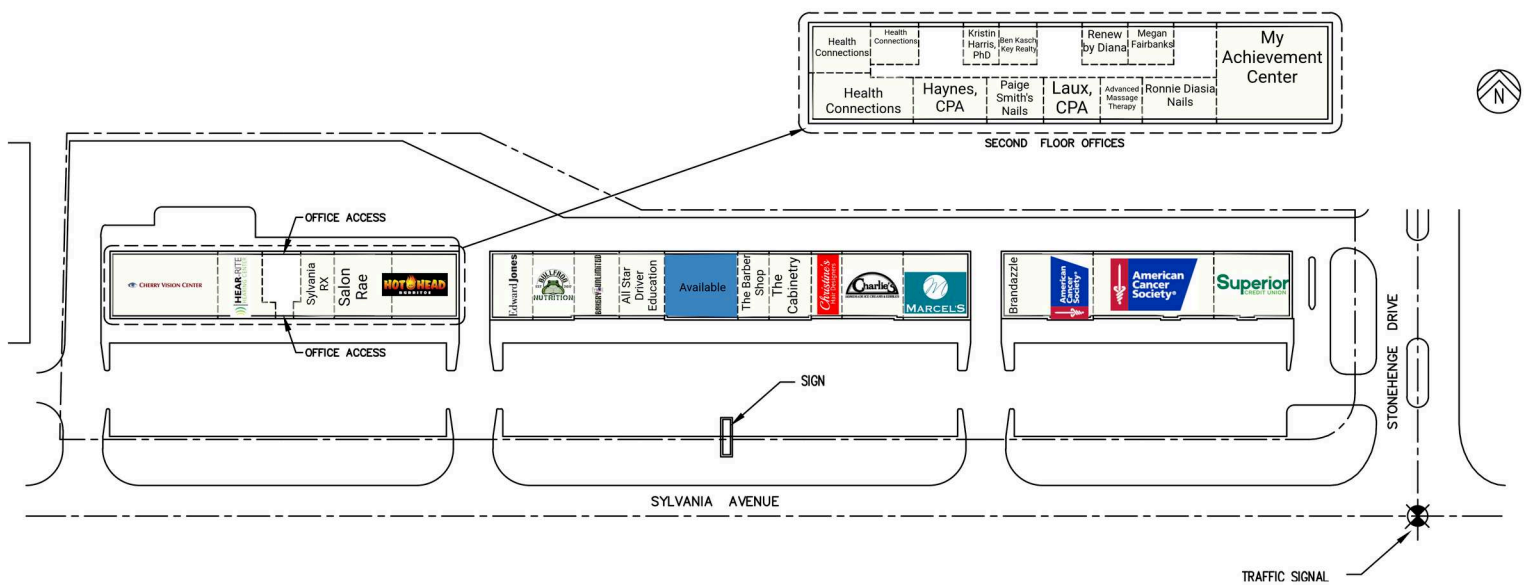 Health
Connections
Health
Connections
Kristin
Harris,
PhD
Ben Kasch
Key Realty
Renew
by Diana
Megan
Fairbanks
My
Achievement
Center
Health
Connections
Haynes,
CPA
Paige
Smith's
Nails
Laux,
CPA
Advanced
Massage
Therapy
Ronnie Diasia
Nails
N
SECOND FLOOR OFFICES
OFFICE ACCESS
CHERRY VISION CENTER
HEAR-RITE
Sylvania
RX
Salon
Rae
HOT HEAD
BURRITOS
OFFICE ACCESS
Edward Jones
BULLFROG
NUTRITION
All Star
Driver
Education
Available
The Barber
Shop
The
Cabinetry
Christine's
Hair Designers
Charlie's
M
MARCEL'S
Brandazzle
American
Cancer
Society®
American
Cancer
Society®
Superior
CREDIT UNION
SIGN
STONEHENGE DRIVE
SYLVANIA AVENUE
TRAFFIC SIGNAL